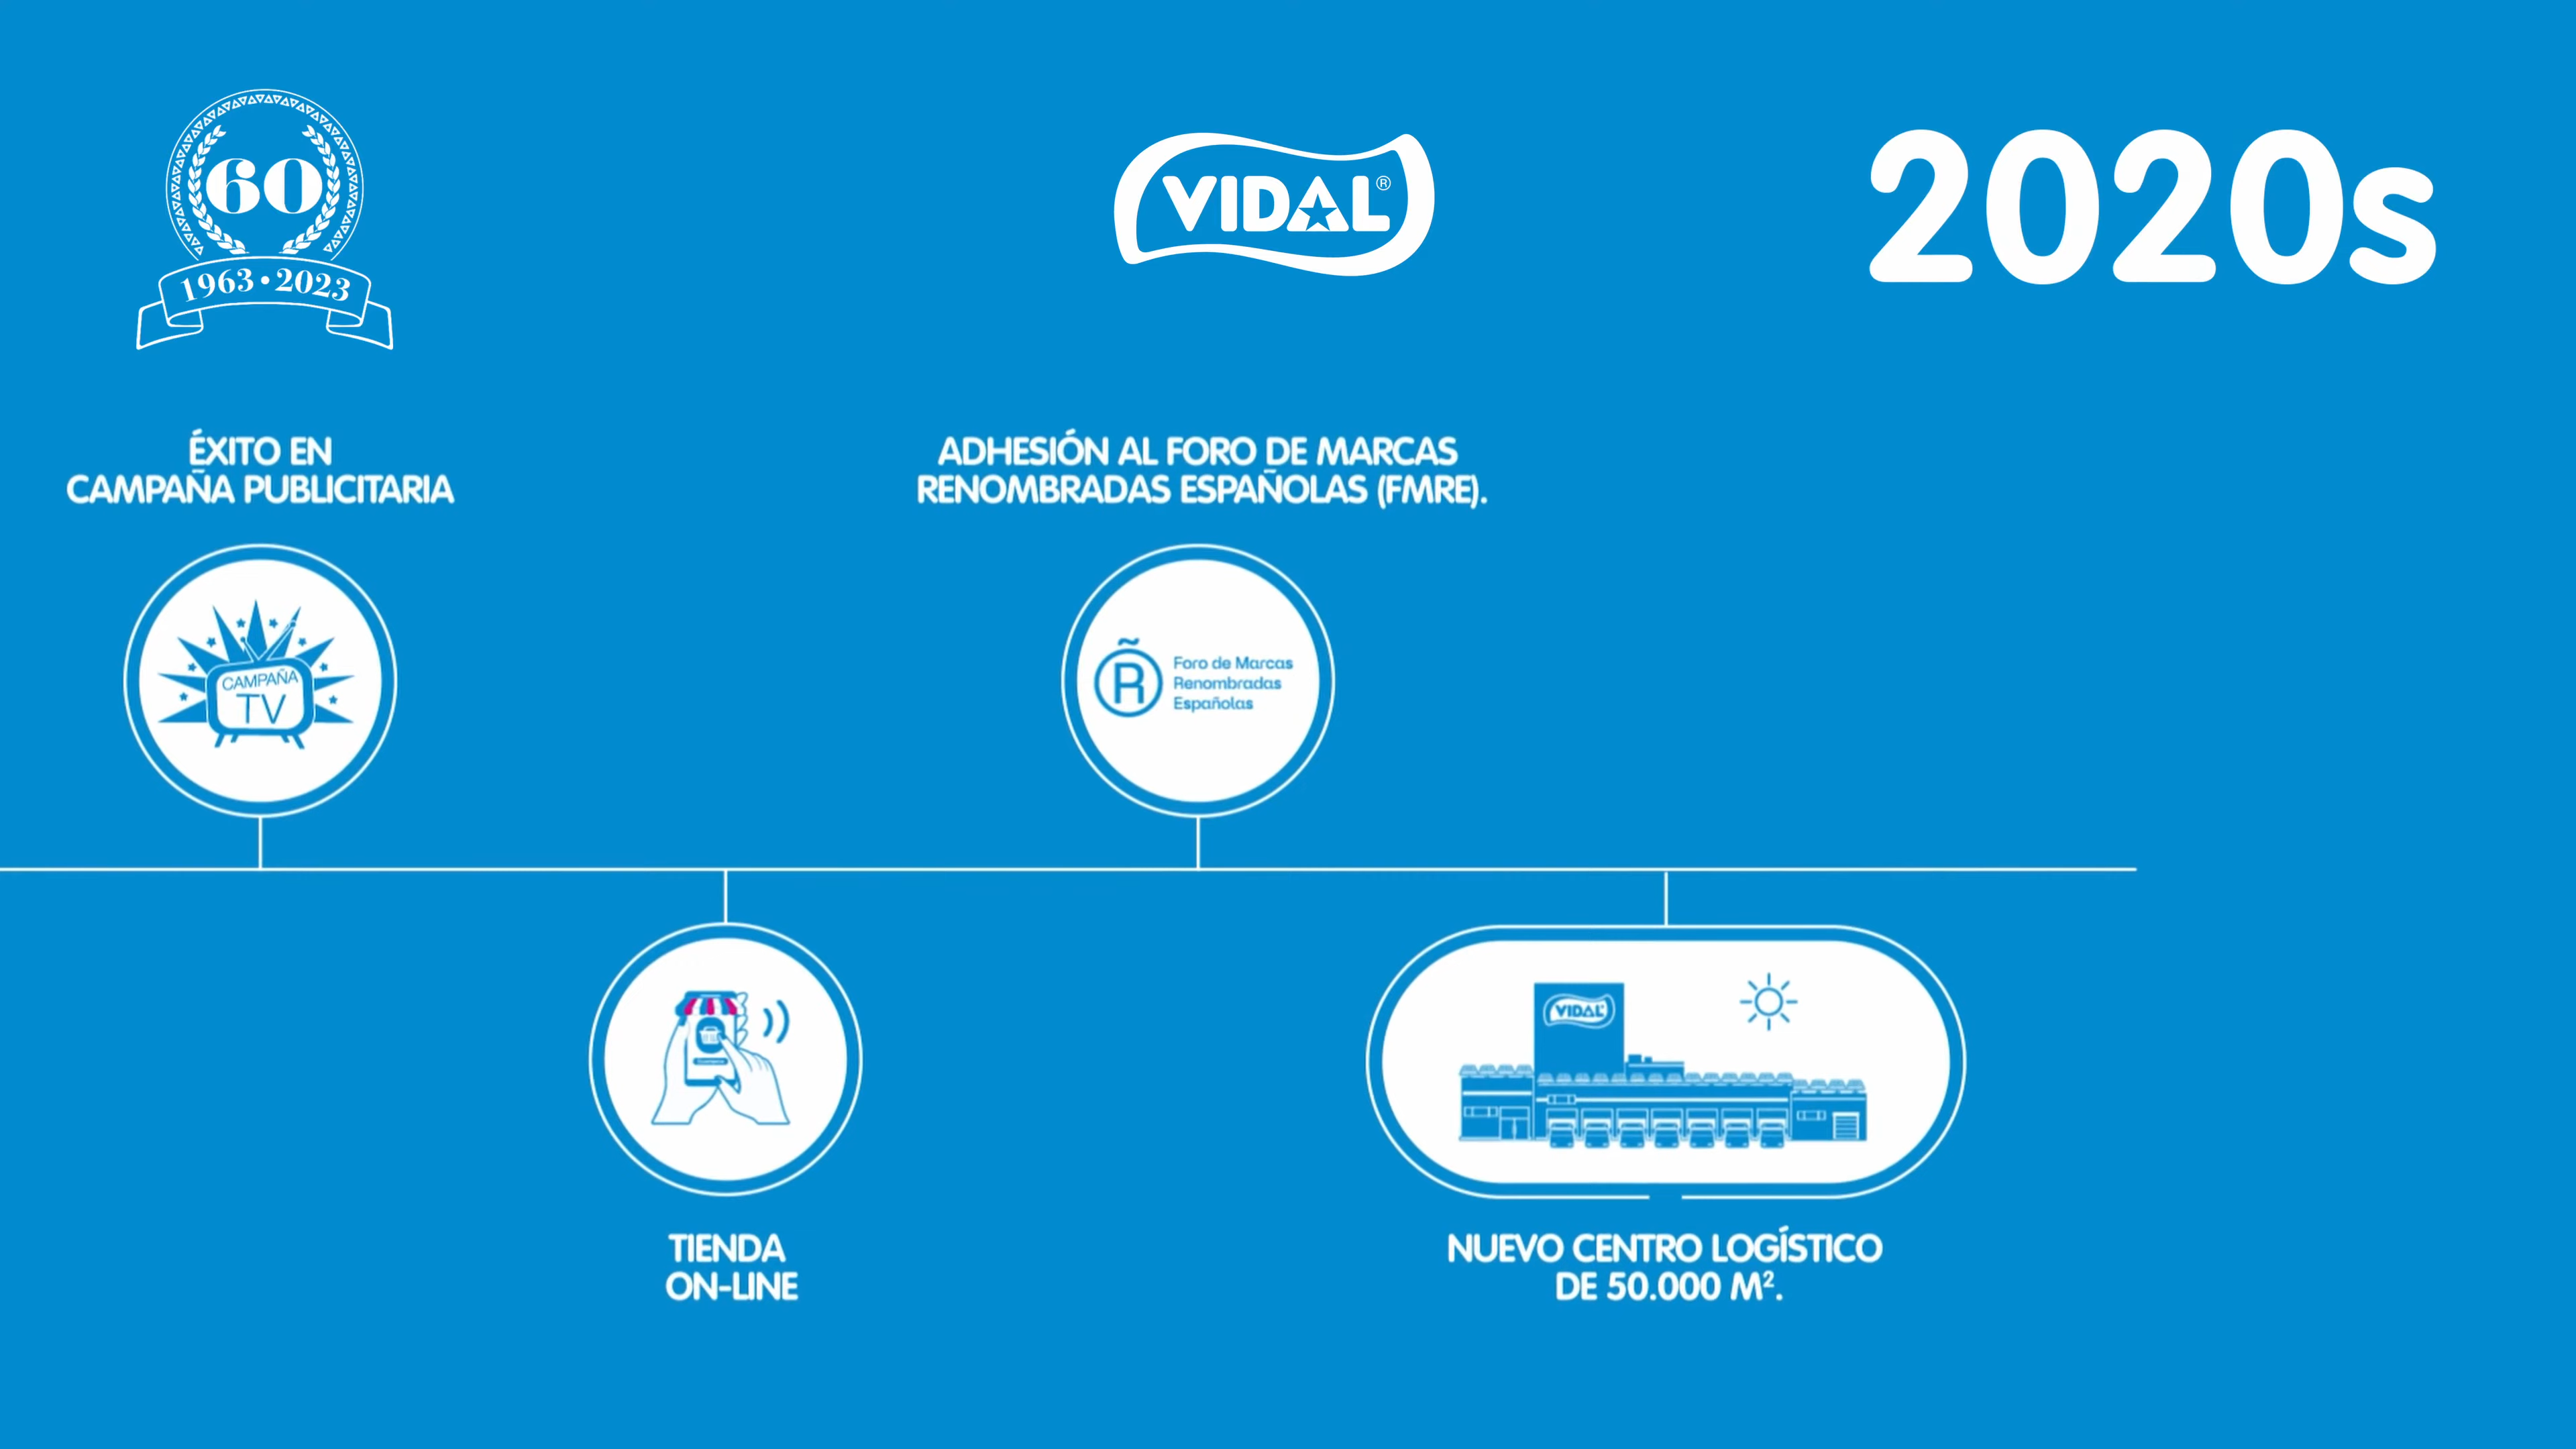 60
1963 • 2023
VIDAL®
2020s
ÉXITO EN
CAMPAÑA PUBLICITARIA
ADHESIÓN AL FORO DE MARCAS
RENOMBRADAS ESPAÑOLAS (FMRE).
CAMPAÑA
TV
R̃
Foro de Marcas
Renombradas
Españolas
VIDAL
TIENDA
ON-LINE
NUEVO CENTRO LOGÍSTICO
DE 50.000 M².